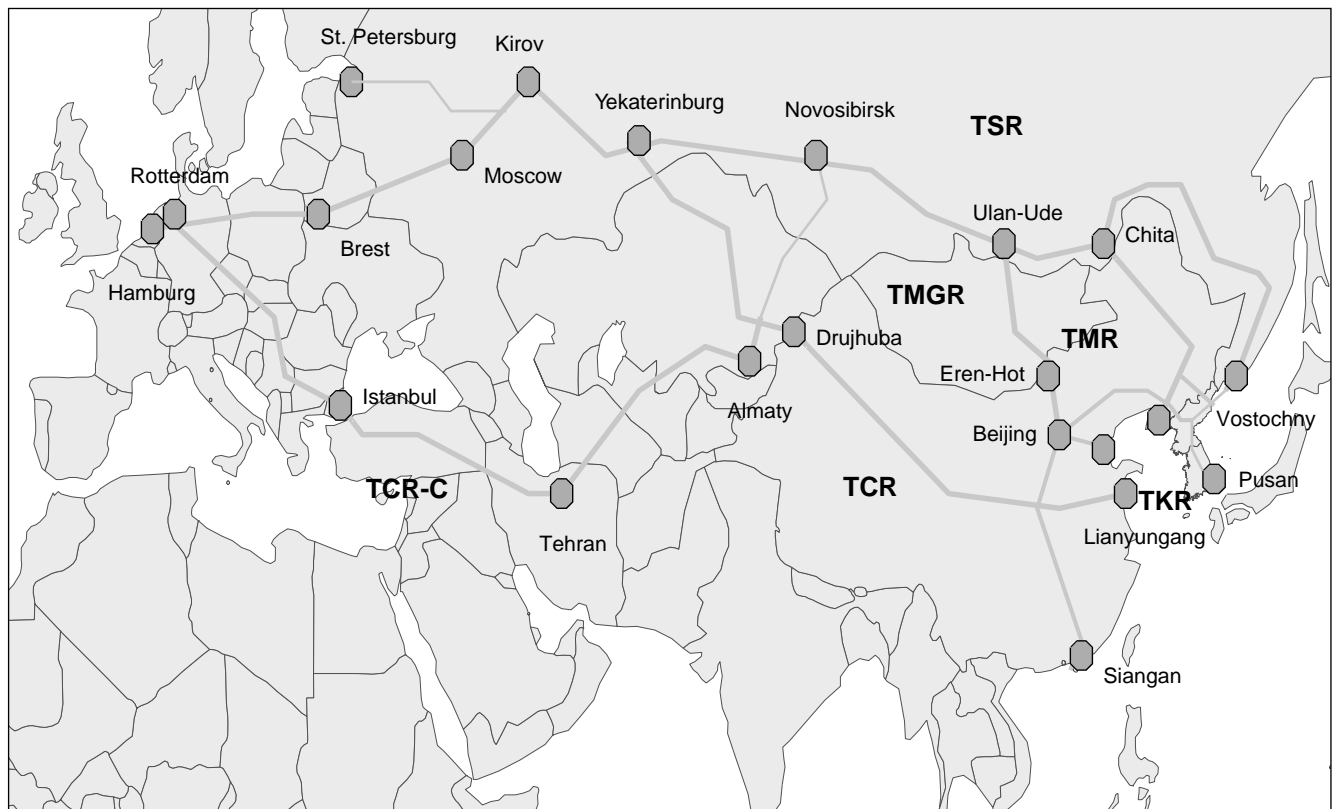 St. Petersburg
Kirov
Yekaterinburg
Novosibirsk
TSR
Rotterdam
Moscow
Ulan-Ude
Chita
Brest
Hamburg
TMGR
Drujhuba
TMR
Eren-Hot
Istanbul
Almaty
Vostochny
Beijing
TCR-C
TCR
Pusan
TKR
Tehran
Lianyungang
Siangan